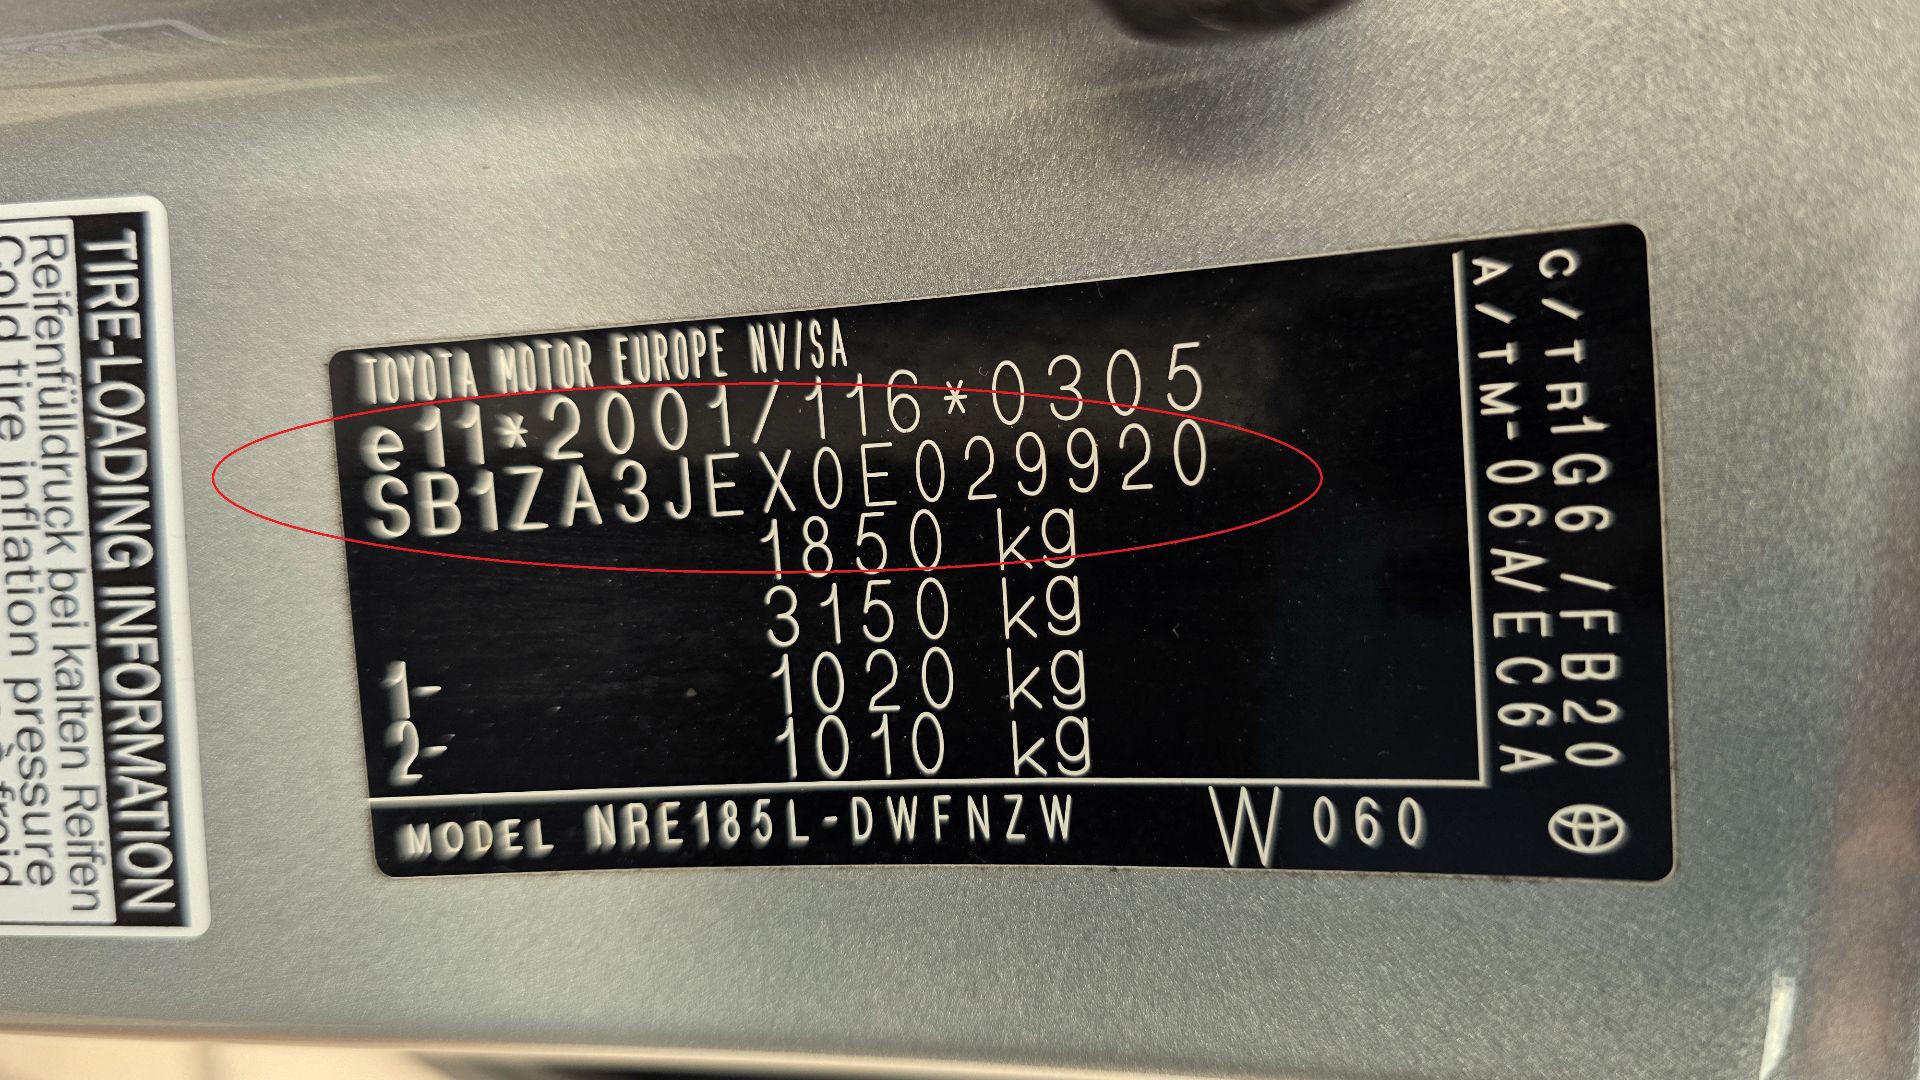 TOYOTA MOTOR EUROPE NV/SA
e11*2001/116*0305
SB1ZA3JEX0E029920
1850 kg
3150 kg
1- 1020 kg
2- 1010 kg
MODEL NRE185L-DWFNZW W060
C/TR1G6 /FB20
A/TM-06A/EC6A
TIRE-LOADING INFORMATION
Reifenfülldruck bei kalten Reifen
Cold tire inflation pressure